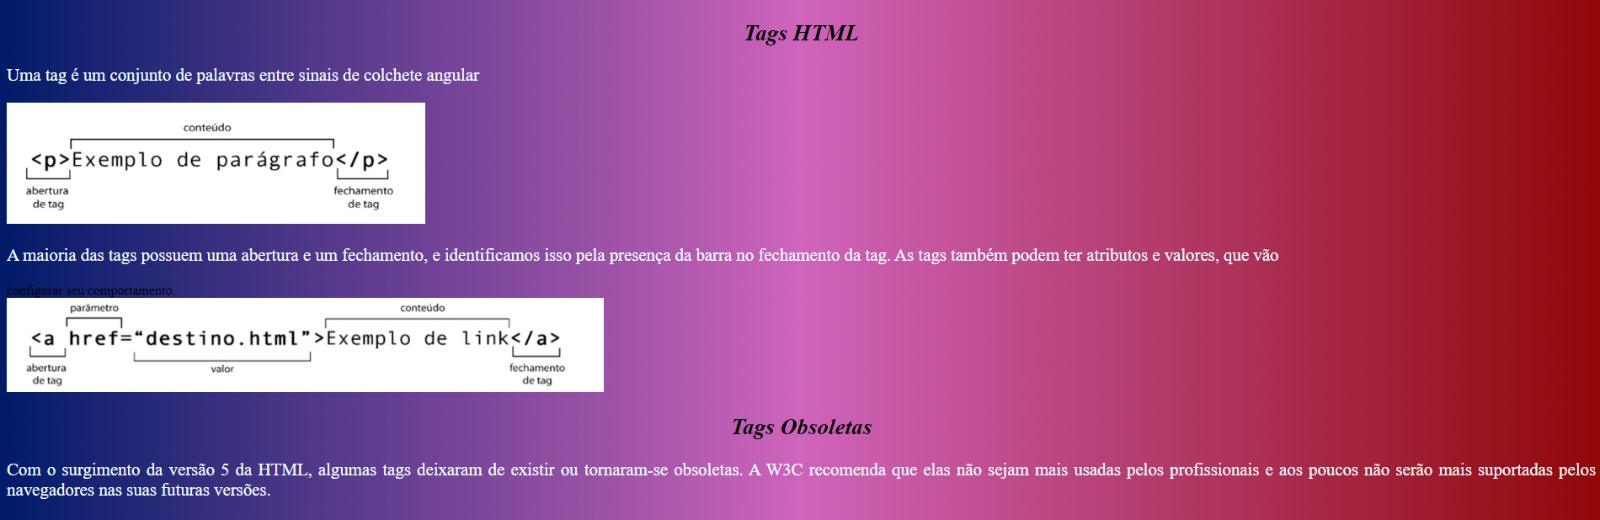 Tags HTML
Uma tag é um conjunto de palavras entre sinais de colchete angular
conteúdo
<p>Exemplo de parágrafo</p>
abertura fechamento
de tag de tag
A maioria das tags possuem uma abertura e um fechamento, e identificamos isso pela presença da barra no fechamento da tag. As tags também podem ter atributos e valores, que vão
configurar seu comportamento.
parâmetro conteúdo
<a href=“destino.html”>Exemplo de link</a>
abertura valor fechamento
de tag de tag
Tags Obsoletas
Com o surgimento da versão 5 da HTML, algumas tags deixaram de existir ou tornaram-se obsoletas. A W3C recomenda que elas não sejam mais usadas pelos profissionais e aos poucos não serão mais suportadas pelos
navegadores nas suas futuras versões.